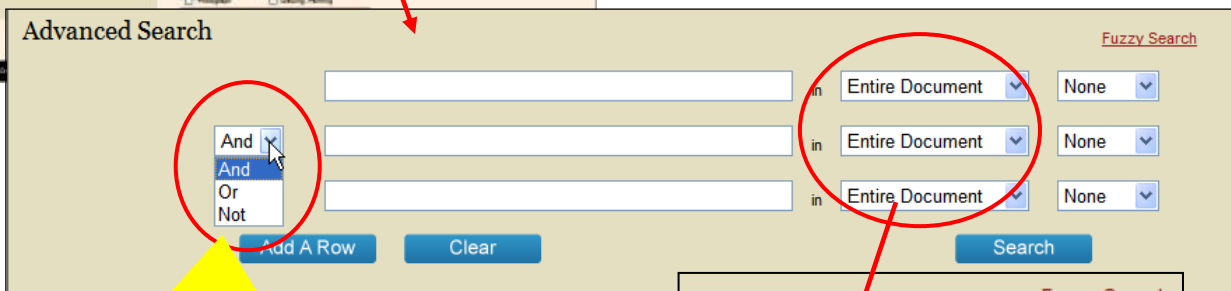 Advanced Search
Fuzzy Search
in Entire Document None
And in Entire Document None
And
Or
in Entire Document None
Not
Add A Row Clear Search